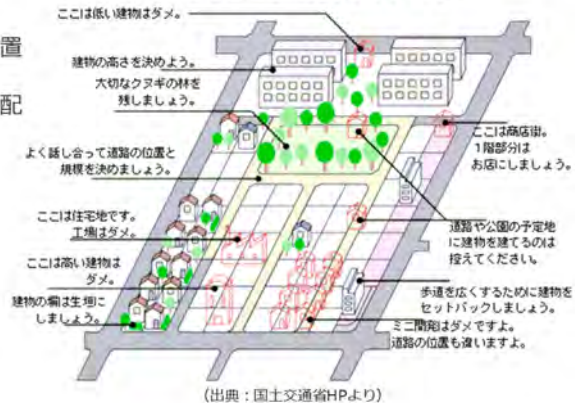 ここは低い建物はダメ。
置
建物の高さを決めよう。
大切なクヌギの林を
残しましょう。
配
ここは商店街。
1階部分は
お店にしましょう。
よく話し合って道路の位置と
規模を決めましょう。
ここは住宅地です。
工場はダメ。
道路や公園の予定地
に建物を建てるのは
控えてください。
ここは高い建物は
ダメ。
建物の塀は生垣に
しましょう。
歩道を広くするために建物を
セットバックしましょう。
ミニ開発はダメですよ。
道路の位置も違いますよ。
(出典：国土交通省HPより)